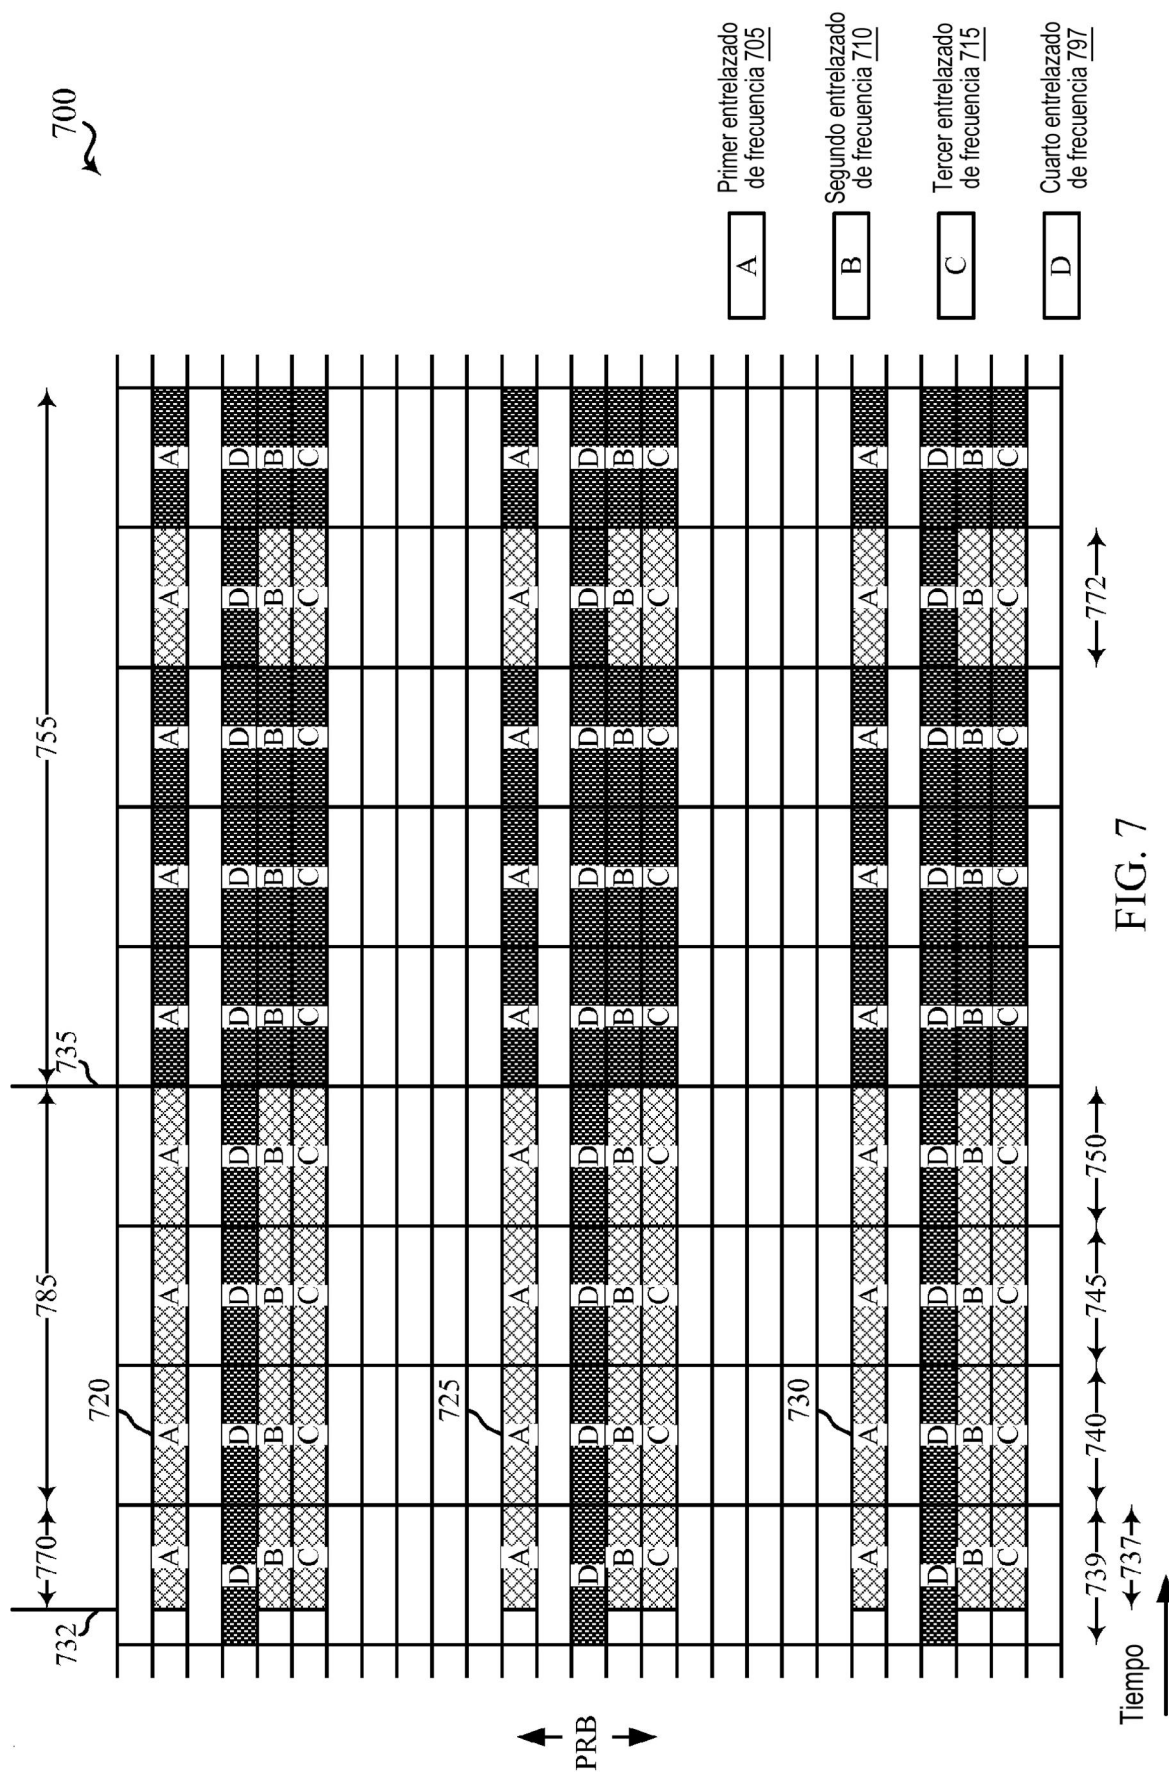 700
770 785 755
732 735
720
A A A A A A A A A
D D D D D D D D D
B B B B B B B B B
C C C C C C C C C
725
A A A A A A A A A
D D D D D D D D D
B B B B B B B B B
C C C C C C C C C
730
A A A A A A A A A
D D D D D D D D D
B B B B B B B B B
C C C C C C C C C
PRB
739 740 745 750 772
737
Tiempo
A
Primer entrelazado
de frecuencia 705
B
Segundo entrelazado
de frecuencia 710
C
Tercer entrelazado
de frecuencia 715
D
Cuarto entrelazado
de frecuencia 797
FIG. 7